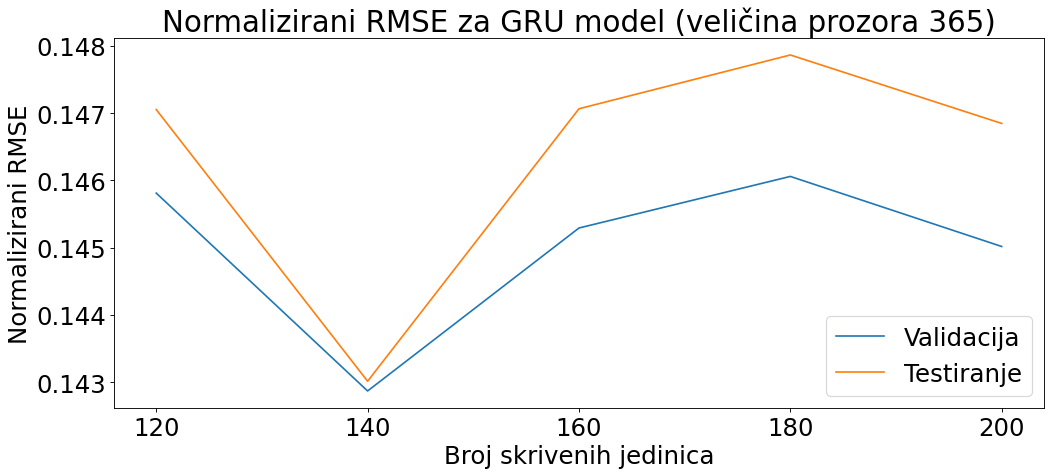 Normalizirani RMSE za GRU model (veličina prozora 365)
Normalizirani RMSE
0.148
0.147
0.146
0.145
0.144
0.143
120 140 160 180 200
Broj skrivenih jedinica
Validacija
Testiranje